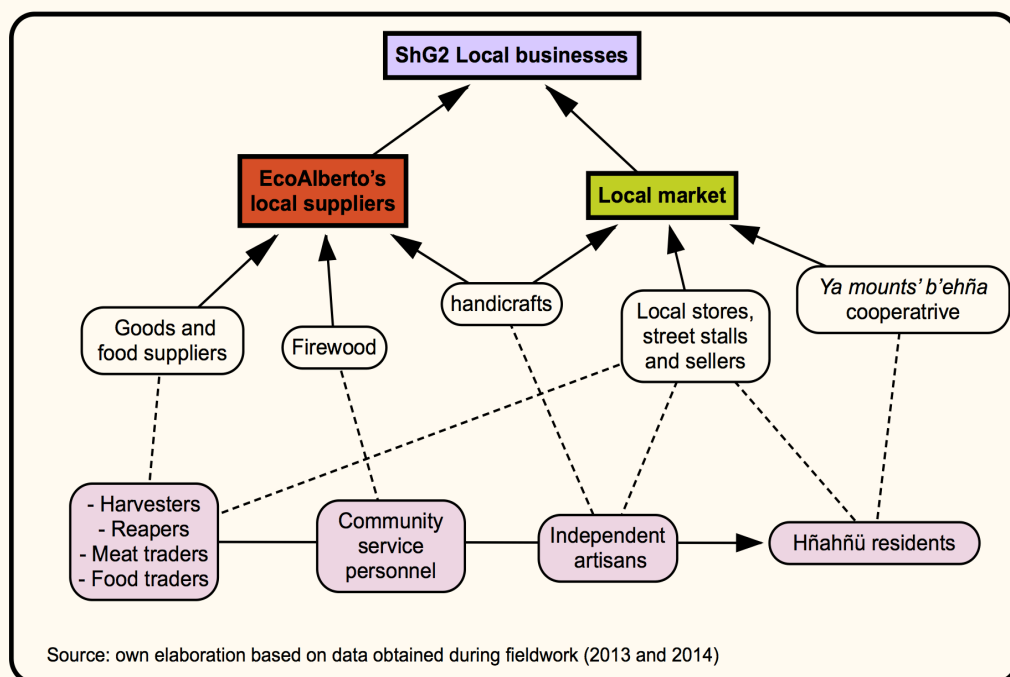 ShG2 Local businesses
EcoAlberto’s
local suppliers
Local market
Goods and
food suppliers
Firewood
handicrafts
Local stores,
street stalls
and sellers
Ya mounts’ b’ehña
cooperatrive
- Harvesters
- Reapers
- Meat traders
- Food traders
Community
service
personnel
Independent
artisans
Hñahñü residents
Source: own elaboration based on data obtained during fieldwork (2013 and 2014)